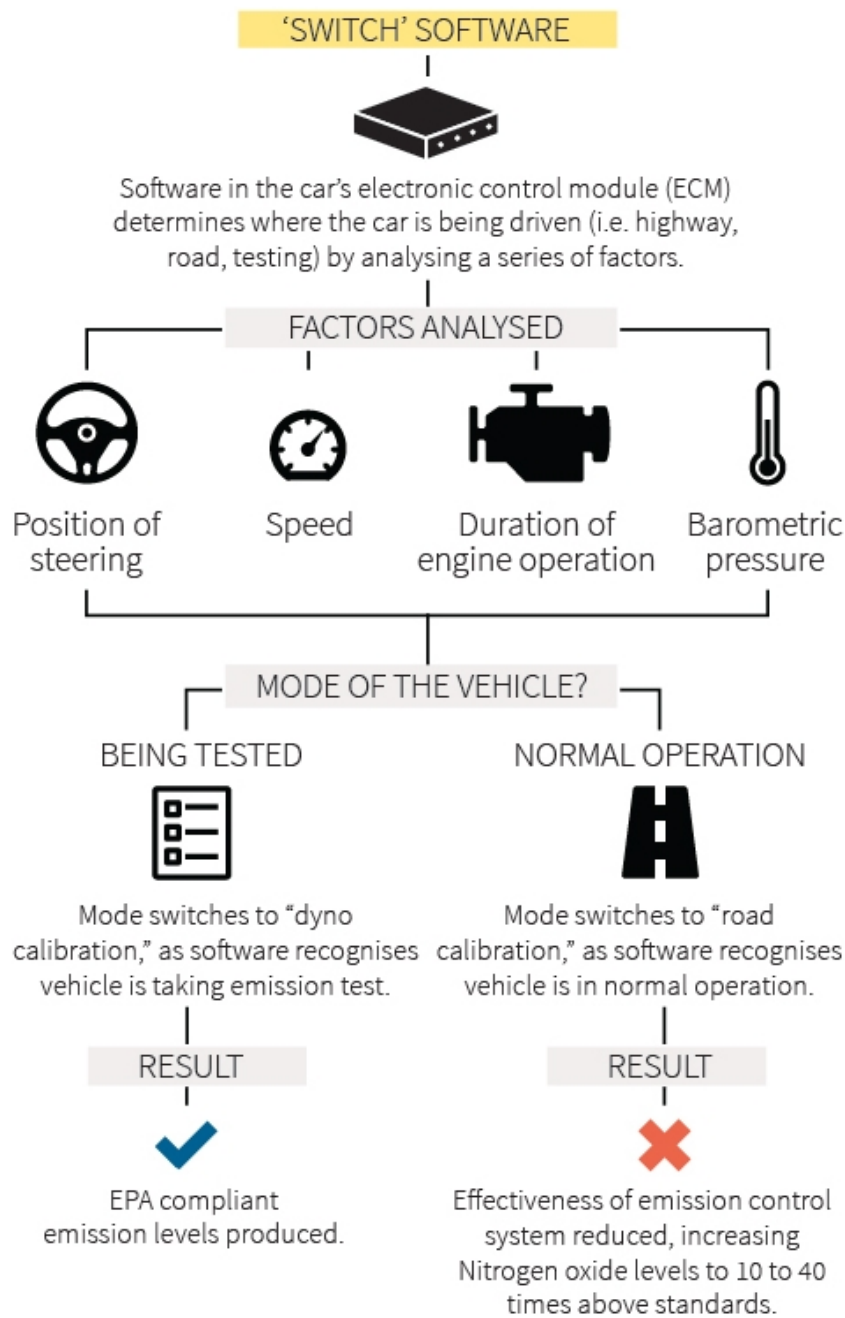 ‘SWITCH’ SOFTWARE
Software in the car’s electronic control module (ECM)
determines where the car is being driven (i.e. highway,
road, testing) by analysing a series of factors.
FACTORS ANALYSED
Position of
steering
Speed
Duration of
engine operation
Barometric
pressure
MODE OF THE VEHICLE?
BEING TESTED
Mode switches to “dyno
calibration,” as software recognises
vehicle is taking emission test.
RESULT
EPA compliant
emission levels produced.
NORMAL OPERATION
Mode switches to “road
calibration,” as software recognises
vehicle is in normal operation.
RESULT
Effectiveness of emission control
system reduced, increasing
Nitrogen oxide levels to 10 to 40
times above standards.